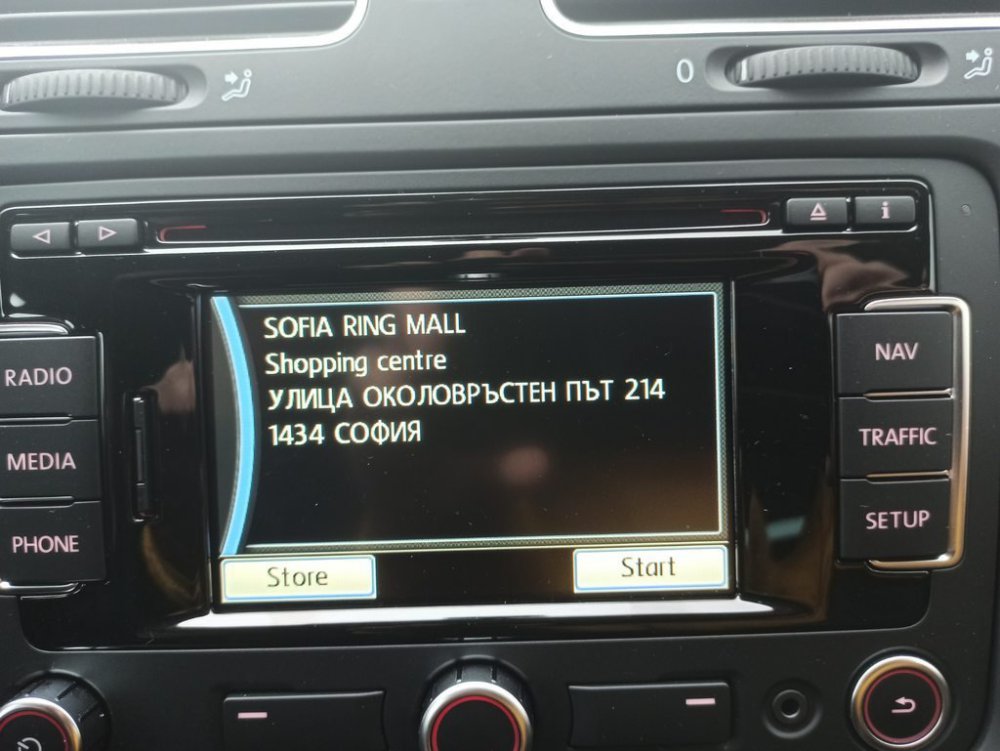 0
SOFIA RING MALL
Shopping centre
УЛИЦА ОКОЛОВРЪСТЕН ПЪТ 214
1434 СОФИЯ
Store
Start
RADIO
MEDIA
PHONE
NAV
TRAFFIC
SETUP
i